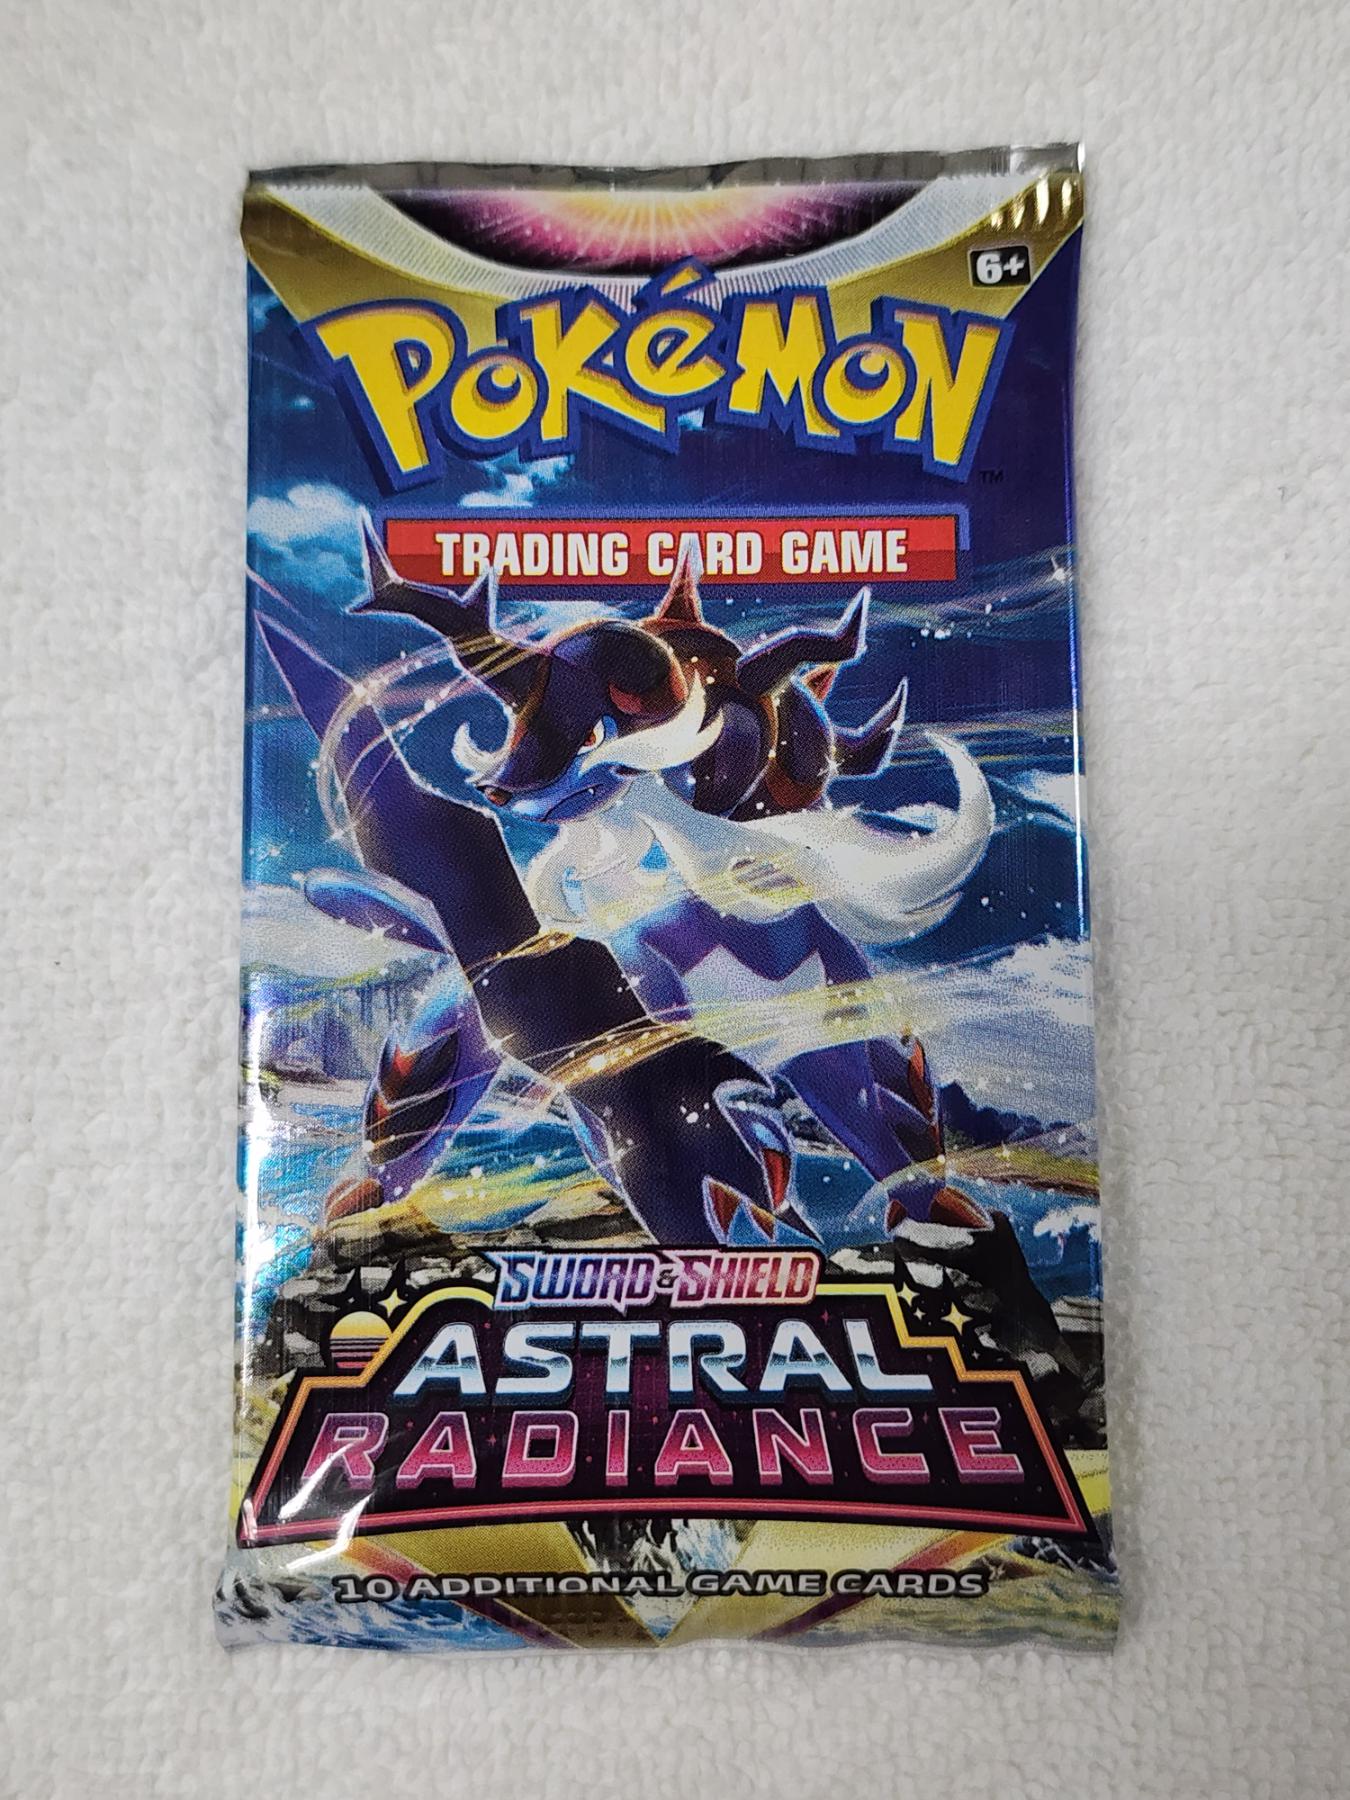 6+
POKéMON
TM
TRADING CARD GAME
SWORD & SHIELD
ASTRAL
RADIANCE
10 ADDITIONAL GAME CARDS